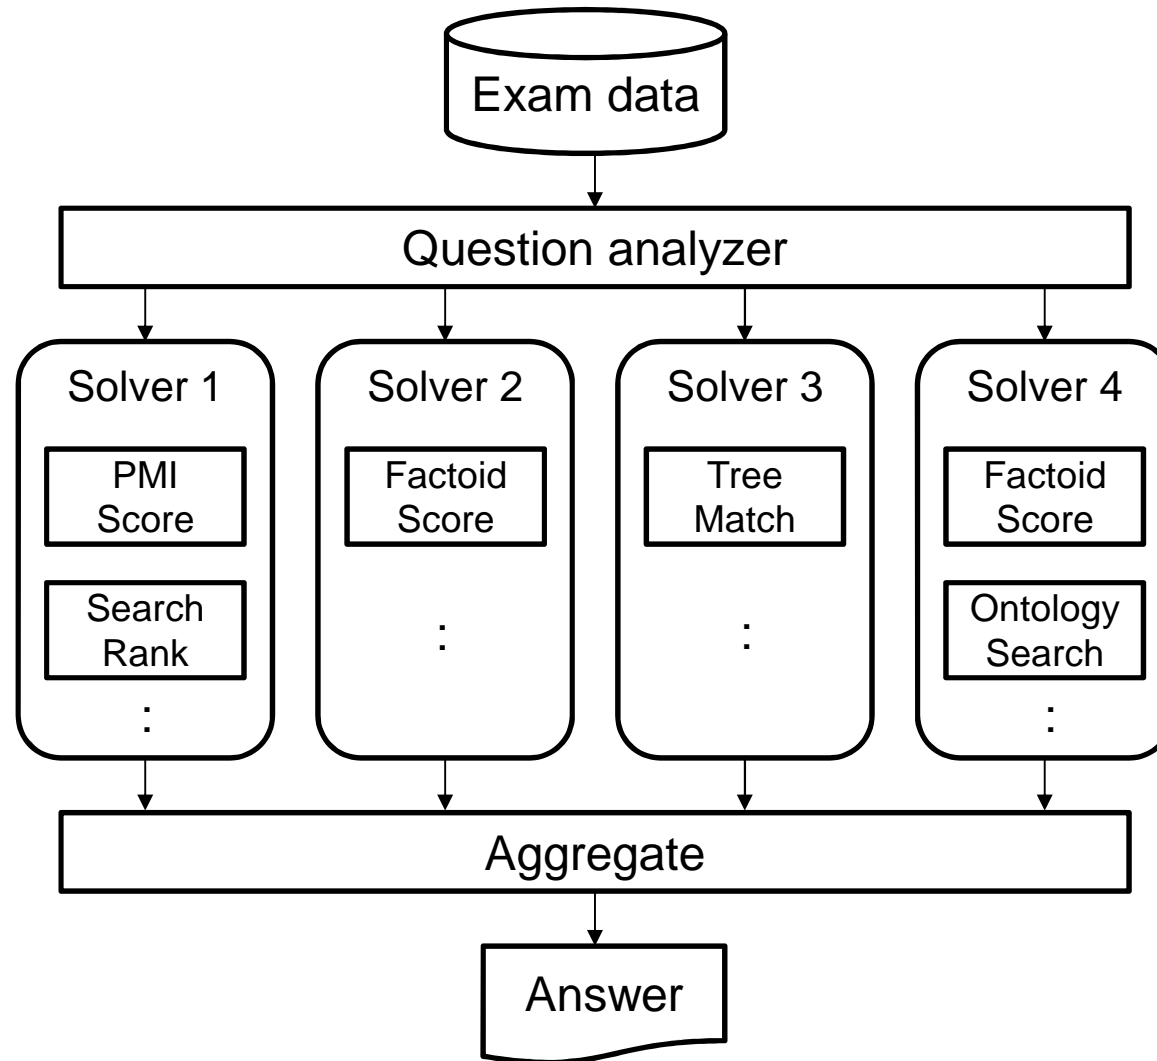 Exam data
Question analyzer
Solver 1
PMI
Score
Search
Rank
:
Solver 2
Factoid
Score
:
Solver 3
Tree
Match
:
Solver 4
Factoid
Score
Ontology
Search
:
Aggregate
Answer